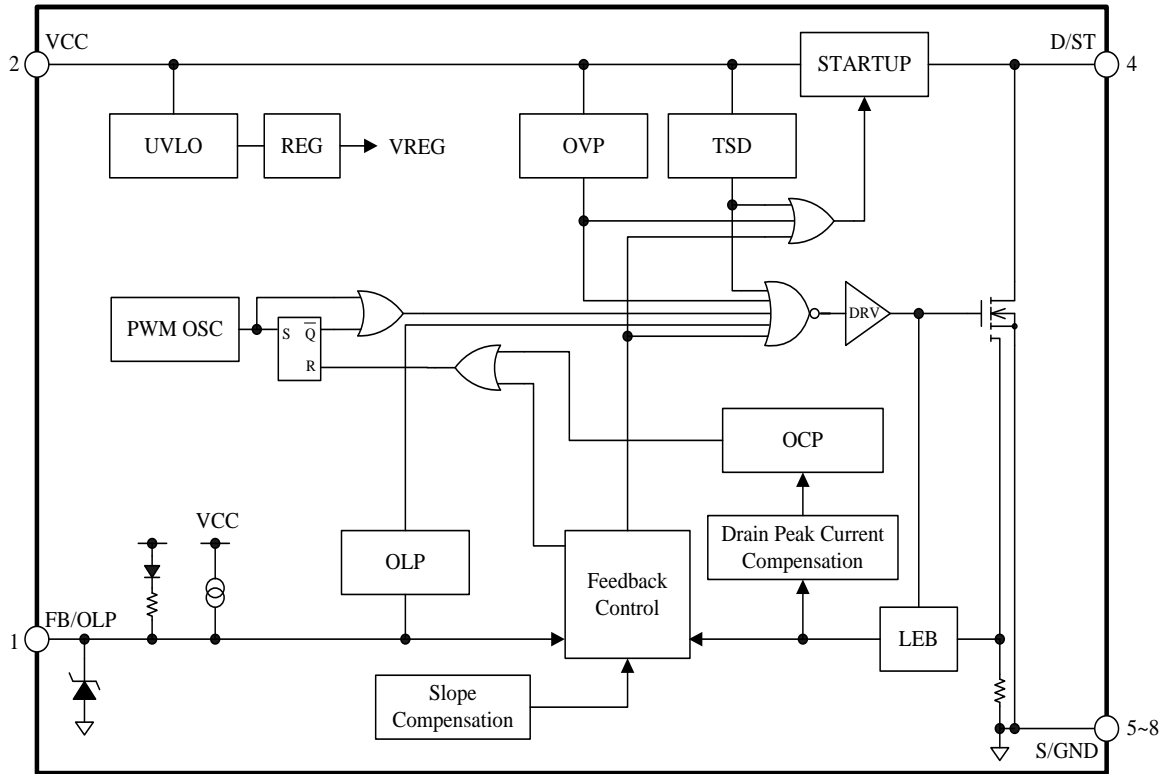 VCC
D/ST
2
4
STARTUP
UVLO
REG
VREG
OVP
TSD
PWM OSC
S
Q̅
R
DRV
OCP
VCC
OLP
Drain Peak Current
Compensation
Feedback
Control
FB/OLP
1
LEB
Slope
Compensation
5~8
S/GND